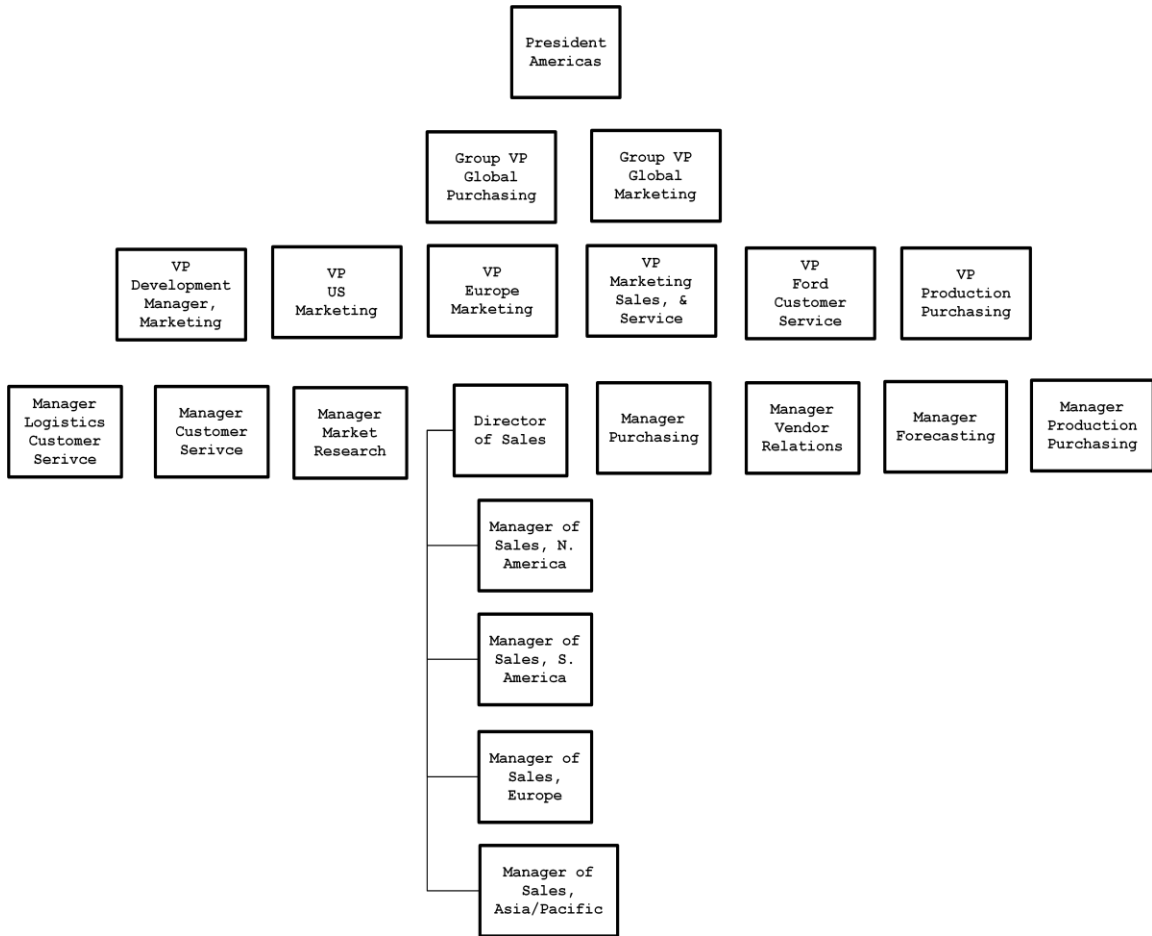 President
Americas
Group VP
Global
Purchasing
Group VP
Global
Marketing
VP
Development
Manager,
Marketing
VP
US
Marketing
VP
Europe
Marketing
VP
Marketing
Sales, &
Service
VP
Ford
Customer
Service
VP
Production
Purchasing
Manager
Logistics
Customer
Serivce
Manager
Customer
Serivce
Manager
Market
Research
Director
of Sales
Manager
Purchasing
Manager
Vendor
Relations
Manager
Forecasting
Manager
Production
Purchasing
Manager of
Sales, N.
America
Manager of
Sales, S.
America
Manager of
Sales,
Europe
Manager of
Sales,
Asia/Pacific